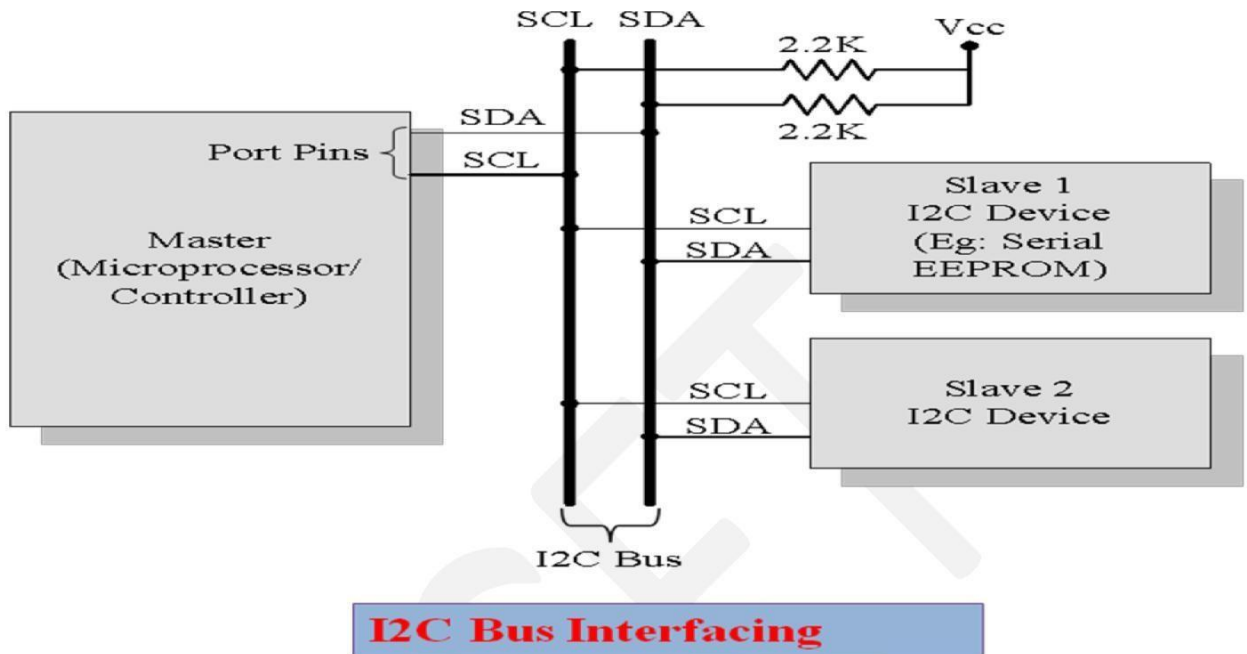 SCL SDA
Vcc
2.2K
2.2K
SDA
Port Pins
SCL
Master
(Microprocessor/
Controller)
SCL
SDA
Slave 1
I2C Device
(Eg: Serial
EEPROM)
SCL
SDA
Slave 2
I2C Device
I2C Bus
I2C Bus Interfacing